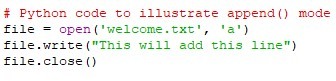 # Python code to illustrate append() mode
file = open('welcome.txt', 'a')
file.write("This will add this line")
file.close()